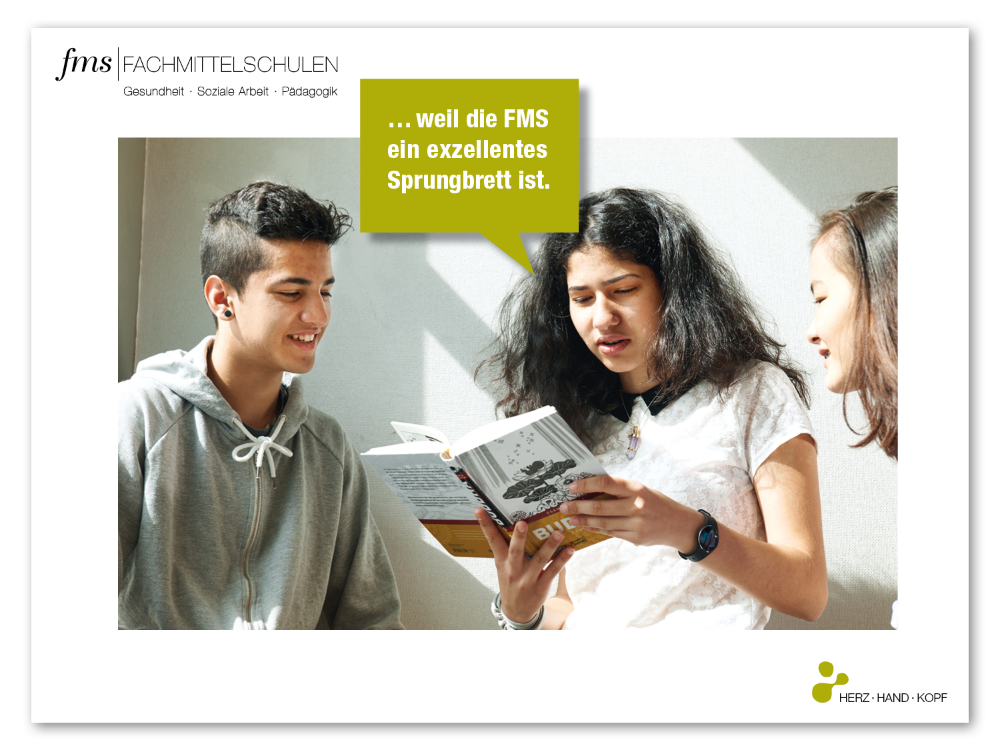 fms FACHMITTELSCHULEN
Gesundheit · Soziale Arbeit · Pädagogik
... weil die FMS
ein exzellentes
Sprungbrett ist.
HERZ · HAND · KOPF